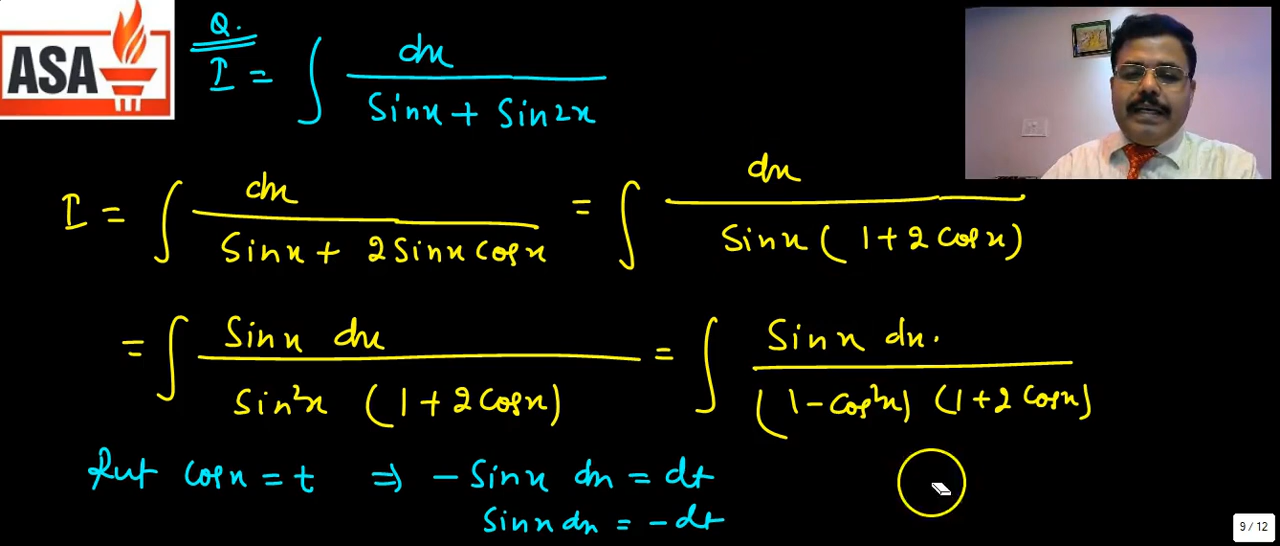 ASA
Q.
I = ∫ dx / (Sinx + Sin2x)
I = ∫ dx / (Sinx + 2Sinx Cosx) = ∫ dx / (Sinx (1+2Cosx))
= ∫ Sinx dx / (Sin²x (1+2Cosx)) = ∫ Sinx dx. / ((1-Cos²x) (1+2Cosx))
Put Cosx = t ⇒ -Sinx dx = dt
Sinx dx = -dt
9 / 12